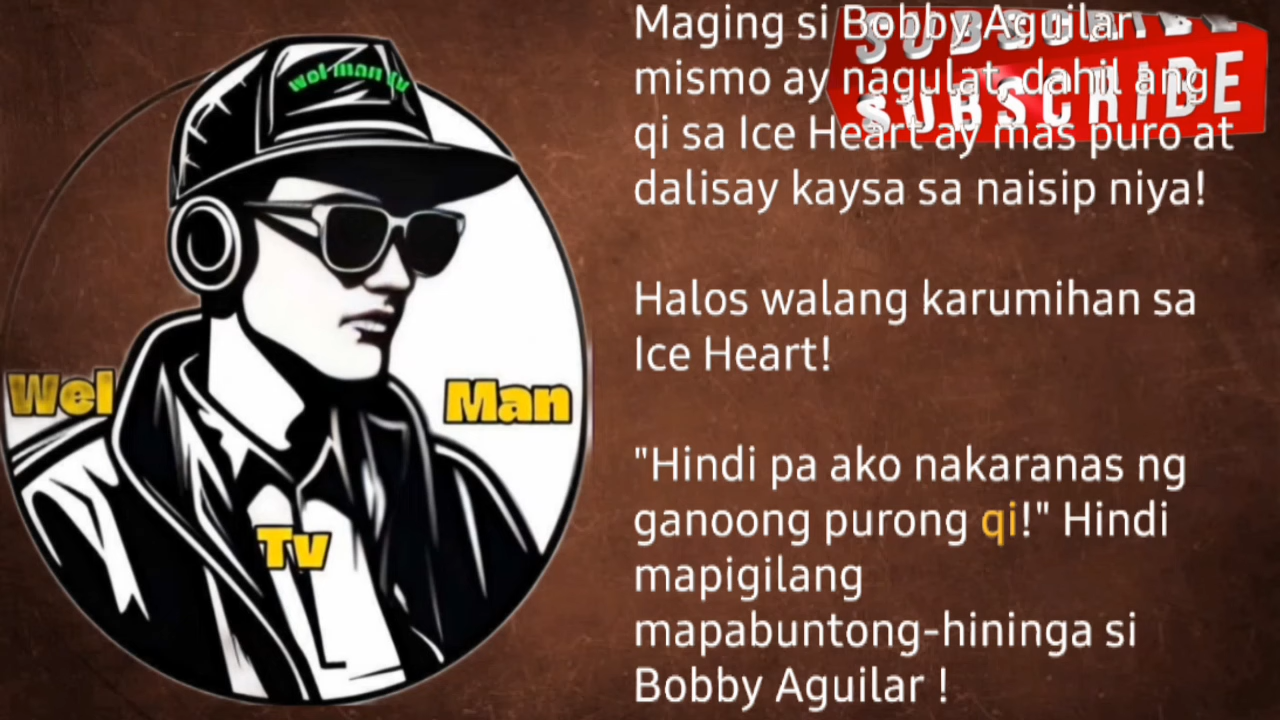 wel man tv
Wel
Man
Tv
SUBSCRIBE
SUBSCRIBE
Maging si Bobby Aguilar
mismo ay nagulat, dahil ang
qi sa Ice Heart ay mas puro at
dalisay kaysa sa naisip niya!
Halos walang karumihan sa
Ice Heart!
"Hindi pa ako nakaranas ng
ganoong purong qi!" Hindi
mapigilang
mapabuntong-hininga si
Bobby Aguilar !